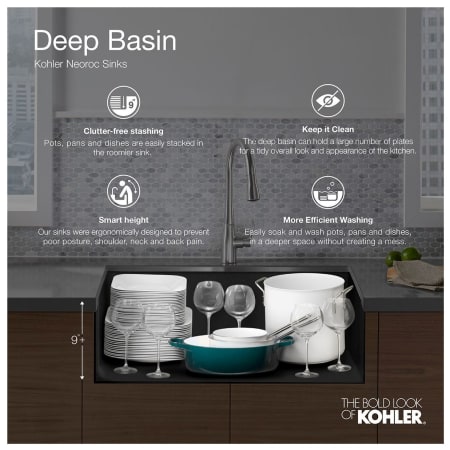 Deep Basin
Kohler Neoroc Sinks
9"
Clutter-free stashing
Pots, pans and dishes are easily stacked in
the roomier sink.
Keep it Clean
The deep basin can hold a large number of plates
for a tidy overall look and appearance of the kitchen.
Smart height
Our sinks were ergonomically designed to prevent
poor posture, shoulder, neck and back pain.
More Efficient Washing
Easily soak and wash pots, pans and dishes,
in a deeper space without creating a mess.
9"
THE BOLD LOOK
OF KOHLER®